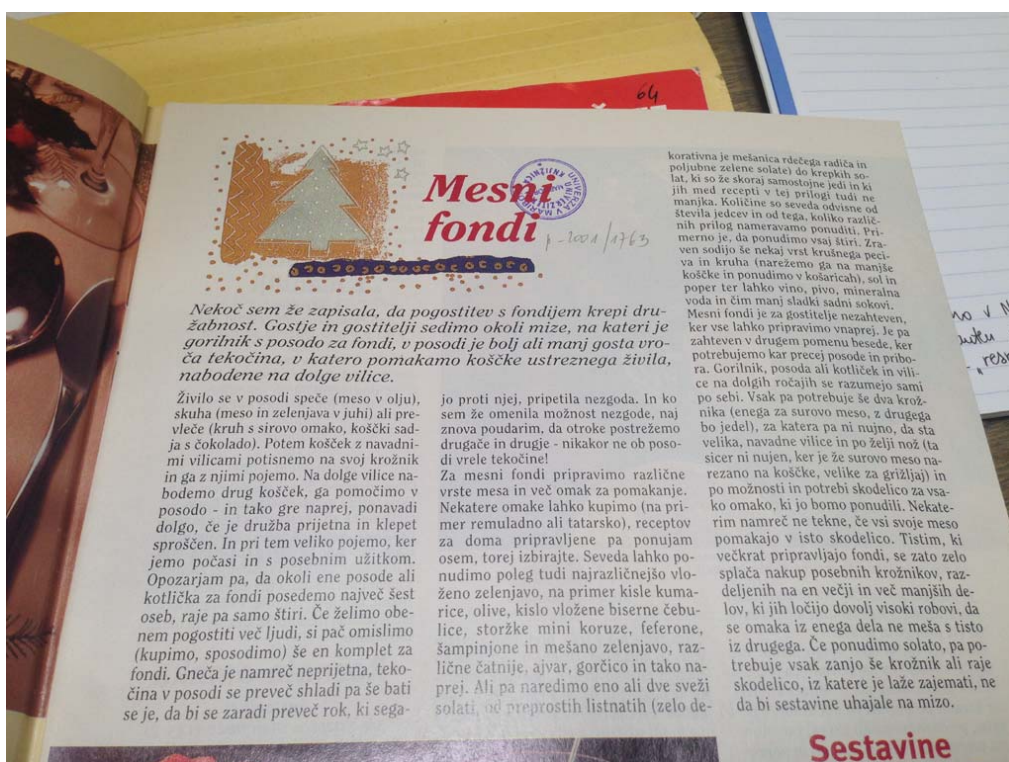 64
Mesni
fondi
UNIVERZA V MARIBORU
KNJIŽNICA
p-2001/1763
Nekoč sem že zapisala, da pogostitev s fondijem krepi dru-
žabnost. Gostje in gostitelji sedimo okoli mize, na kateri je
gorilnik s posodo za fondi, v posodi je bolj ali manj gosta vro-
ča tekočina, v katero pomakamo koščke ustreznega živila,
nabodene na dolge vilice.
Živilo se v posodi speče (meso v olju),
skuha (meso in zelenjava v juhi) ali pre-
vleče (kruh s sirovo omako, koščki sad-
ja s čokolado). Potem košček z navadni-
mi vilicami potisnemo na svoj krožnik
in ga z njimi pojemo. Na dolge vilice na-
bodemo drug košček, ga pomočimo v
posodo - in tako gre naprej, ponavadi
dolgo, če je družba prijetna in klepet
sproščen. In pri tem veliko pojemo, ker
jemo počasi in s posebnim užitkom.
Opozarjam pa, da okoli ene posode ali
kotlička za fondi posedemo največ šest
oseb, raje pa samo štiri. Če želimo obe-
nem pogostiti več ljudi, si pač omislimo
(kupimo, sposodimo) še en komplet za
fondi. Gneča je namreč neprijetna, teko-
čina v posodi se preveč shladi pa še bati
se je, da bi se zaradi preveč rok, ki sega-
jo proti njej, pripetila nezgoda. In ko
sem že omenila možnost nezgode, naj
znova poudarim, da otroke postrežemo
drugače in drugje - nikakor ne ob poso-
di vrele tekočine!
Za mesni fondi pripravimo različne
vrste mesa in več omak za pomakanje.
Nekatere omake lahko kupimo (na pri-
mer remuladno ali tatarsko), receptov
za doma pripravljene pa ponujam
osem, torej izbirajte. Seveda lahko po-
nudimo poleg tudi najrazličnejšo vlo-
ženo zelenjavo, na primer kisle kuma-
rice, olive, kislo vložene biserne čebu-
lice, storžke mini koruze, feferone,
šampinjone in mešano zelenjavo, raz-
lične čatnije, ajvar, gorčico in tako na-
prej. Ali pa naredimo eno ali dve sveži
solati, od preprostih listnatih (zelo de-
korativna je mešanica rdečega radiča in
poljubne zelene solate) do krepkih so-
lat, ki so že skoraj samostojne jedi in ki
jih med recepti v tej prilogi tudi ne
manjka. Količine so seveda odvisne od
števila jedcev in od tega, koliko različ-
nih prilog nameravamo ponuditi. Pri-
merno je, da ponudimo vsaj štiri. Zra-
ven sodijo še nekaj vrst krušnega peci-
va in kruha (narežemo ga na manjše
koščke in ponudimo v košaricah), sol in
poper ter lahko vino, pivo, mineralna
voda in čim manj sladki sadni sokovi.
Mesni fondi je za gostitelje nezahteven,
ker vse lahko pripravimo vnaprej. Je pa
zahteven v drugem pomenu besede, ker
potrebujemo kar precej posode in pribo-
ra. Gorilnik, posoda ali kotliček in vili-
ce na dolgih ročajih se razumejo sami
po sebi. Vsak pa potrebuje še dva krož-
nika (enega za surovo meso, z drugega
bo jedel), za katera pa ni nujno, da sta
velika, navadne vilice in po želji nož (ta
sicer ni nujen, ker je že surovo meso na-
rezano na koščke, velike za grižljaj) in
po možnosti in potrebi skodelico za vsa-
ko omako, ki jo bomo ponudili. Nekate-
rim namreč ne tekne, če vsi svoje meso
pomakajo v isto skodelico. Tistim, ki
večkrat pripravljajo fondi, se zato zelo
splača nakup posebnih krožnikov, raz-
deljenih na en večji in več manjših de-
lov, ki jih ločijo dovolj visoki robovi, da
se omaka iz enega dela ne meša s tisto
iz drugega. Če ponudimo solato, pa po-
trebuje vsak zanjo še krožnik ali raje
skodelico, iz katere je laže zajemati, ne
da bi sestavine uhajale na mizo.
Sestavine